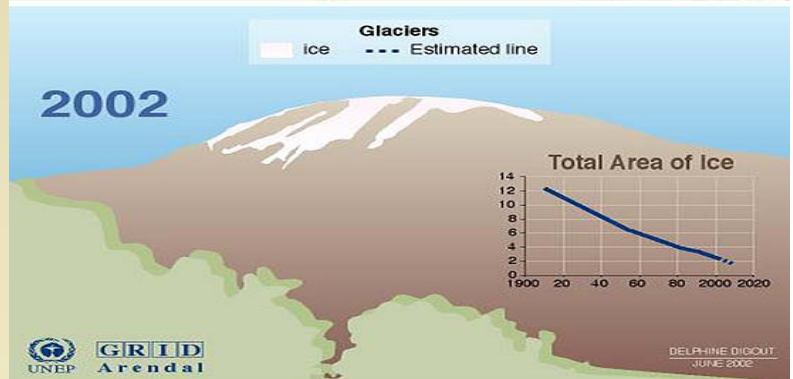 Glaciers
ice Estimated line
2002
Total Area of Ice
14
12
10
8
6
4
2
0
1900 20 40 60 80 2000 2020
UNEP
GRID
Arendal
DELPHINE DIGOUT
JUNE 2002